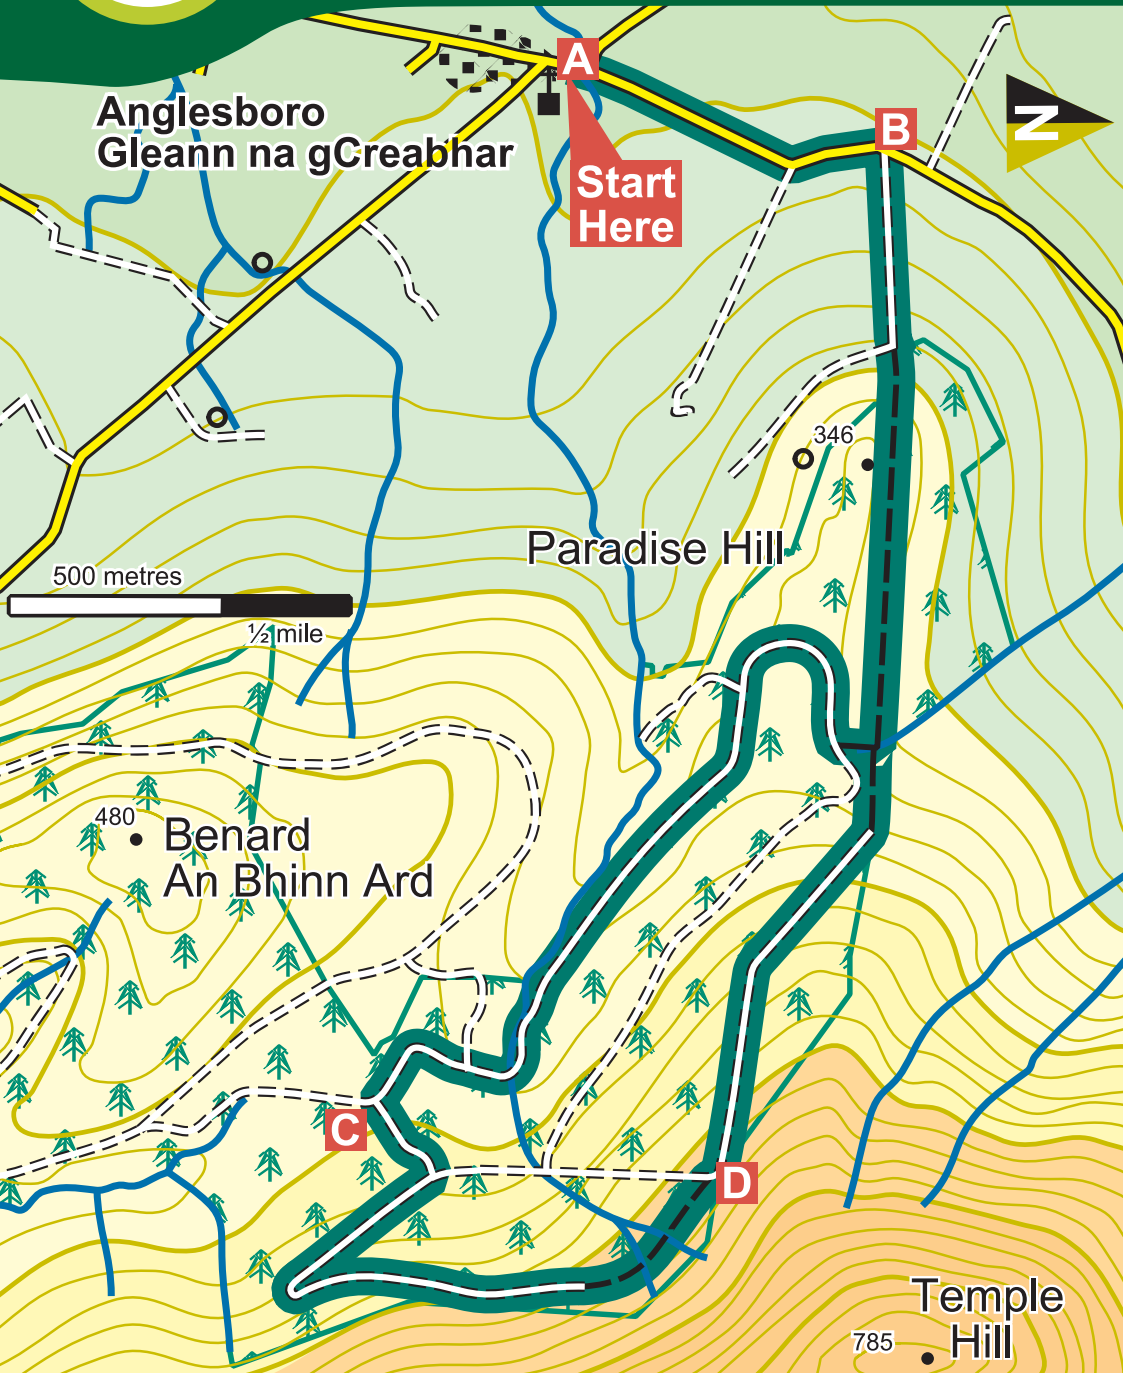 A
B
N
Anglesboro
Gleann na gCreabhar
Start
Here
346
Paradise Hill
500 metres
½ mile
480
Benard
An Bhinn Ard
C
D
Temple
Hill
785